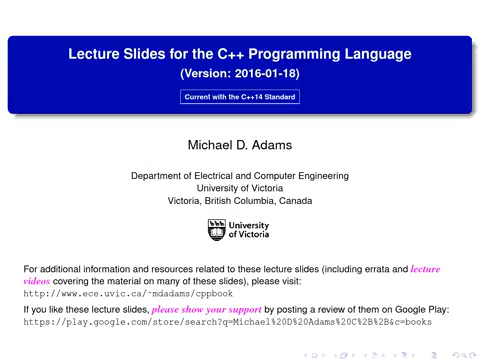 Lecture Slides for the C++ Programming Language
(Version: 2016-01-18)
Current with the C++14 Standard
Michael D. Adams
Department of Electrical and Computer Engineering
University of Victoria
Victoria, British Columbia, Canada
University
of Victoria
For additional information and resources related to these lecture slides (including errata and lecture
videos covering the material on many of these slides), please visit:
http://www.ece.uvic.ca/~mdadams/cppbook
If you like these lecture slides, please show your support by posting a review of them on Google Play:
https://play.google.com/store/search?q=Michael%20D%20Adams%20C%2B%2B&c=books